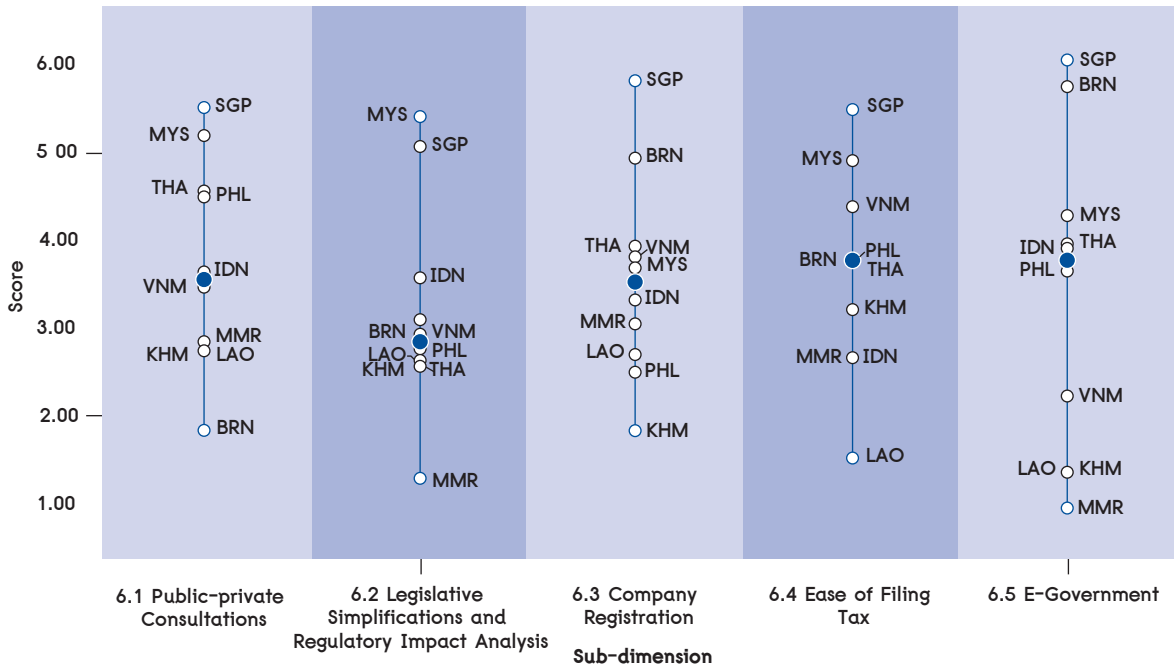 Score
6.00
5 00
4.00
3.00
2.00
1.00
SGP
MYS
THA
PHL
IDN
VNM
MMR
KHM
LAO
BRN
MYS
SGP
IDN
BRN
VNM
PHL
LAO
KHM
THA
MMR
SGP
BRN
THA
VNM
MYS
IDN
MMR
LAO
PHL
KHM
SGP
MYS
VNM
PHL
BRN
THA
KHM
MMR
IDN
LAO
SGP
BRN
MYS
THA
IDN
PHL
VNM
LAO
KHM
MMR
6.1 Public-private
Consultations
6.2 Legislative
Simplifications and
Regulatory Impact Analysis
6.3 Company
Registration
6.4 Ease of Filing
Tax
6.5 E-Government
Sub-dimension